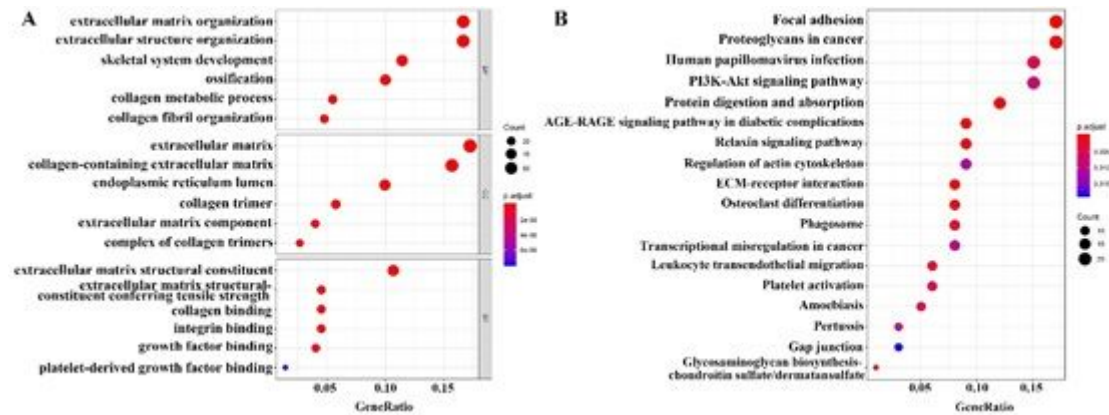 A
extracellular matrix organization
extracellular structure organization
skeletal system development
ossification
collagen metabolic process
collagen fibril organization
extracellular matrix
collagen-containing extracellular matrix
endoplasmic reticulum lumen
collagen trimer
extracellular matrix component
complex of collagen trimers
extracellular matrix structural constituent
extracellular matrix structural-
constituent conferring tensile strength
collagen binding
integrin binding
growth factor binding
platelet-derived growth factor binding
0.05 0.10 0.15
GeneRatio
Count
p.adjust
B
Focal adhesion
Proteoglycans in cancer
Human papillomavirus infection
PI3K-Akt signaling pathway
Protein digestion and absorption
AGE-RAGE signaling pathway in diabetic complications
Relaxin signaling pathway
Regulation of actin cytoskeleton
ECM-receptor interaction
Osteoclast differentiation
Phagosome
Transcriptional misregulation in cancer
Leukocyte transendothelial migration
Platelet activation
Amoebiasis
Pertussis
Gap junction
Glycosaminoglycan biosynthesis-
chondroitin sulfate/dermatansulfate
0.05 0.10 0.15
GeneRatio
p.adjust
Count